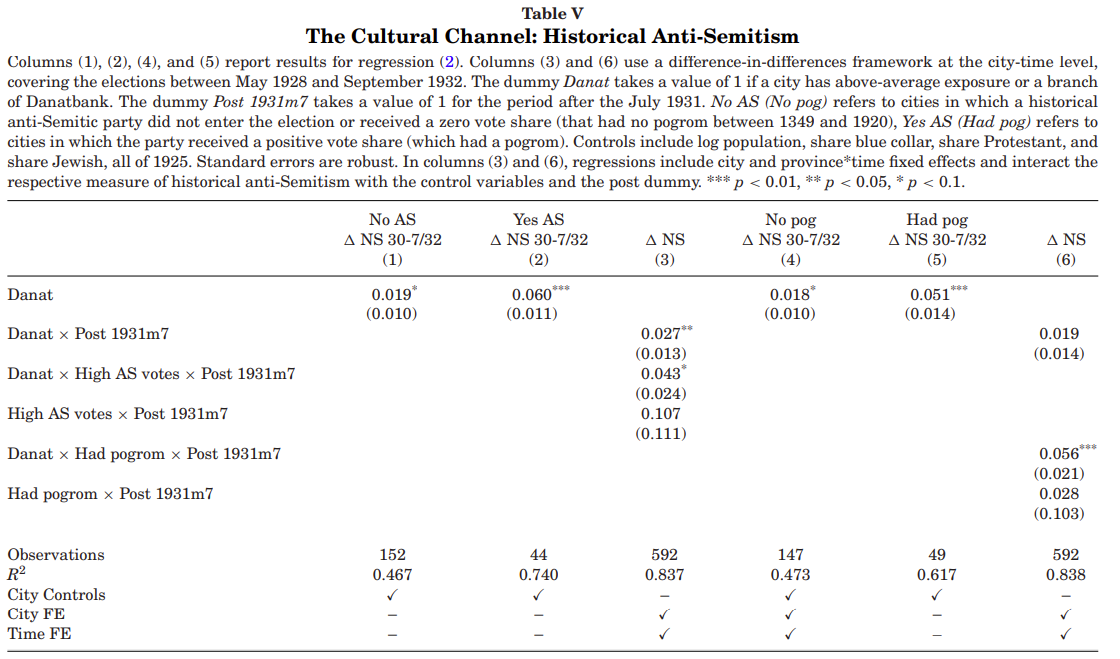 Table V
The Cultural Channel: Historical Anti-Semitism
Columns (1), (2), (4), and (5) report results for regression (2). Columns (3) and (6) use a difference-in-differences framework at the city-time level,
covering the elections between May 1928 and September 1932. The dummy Danat takes a value of 1 if a city has above-average exposure or a branch
of Danatbank. The dummy Post 1931m7 takes a value of 1 for the period after the July 1931. No AS (No pog) refers to cities in which a historical
anti-Semitic party did not enter the election or received a zero vote share (that had no pogrom between 1349 and 1920), Yes AS (Had pog) refers to
cities in which the party received a positive vote share (which had a pogrom). Controls include log population, share blue collar, share Protestant, and
share Jewish, all of 1925. Standard errors are robust. In columns (3) and (6), regressions include city and province*time fixed effects and interact the
respective measure of historical anti-Semitism with the control variables and the post dummy. *** p < 0.01, ** p < 0.05, * p < 0.1.
No AS Yes AS No pog Had pog
Δ NS 30-7/32 Δ NS 30-7/32 Δ NS Δ NS 30-7/32 Δ NS 30-7/32 Δ NS
(1) (2) (3) (4) (5) (6)
Danat 0.019* 0.060*** 0.018* 0.051***
(0.010) (0.011) (0.010) (0.014)
Danat × Post 1931m7 0.027** 0.019
(0.013) (0.014)
Danat × High AS votes × Post 1931m7 0.043*
(0.024)
High AS votes × Post 1931m7 0.107
(0.111)
Danat × Had pogrom × Post 1931m7 0.056***
(0.021)
Had pogrom × Post 1931m7 0.028
(0.103)
Observations 152 44 592 147 49 592
R² 0.467 0.740 0.837 0.473 0.617 0.838
City Controls ✓ ✓ – ✓ ✓ –
City FE – – ✓ ✓ – ✓
Time FE – – ✓ ✓ – ✓